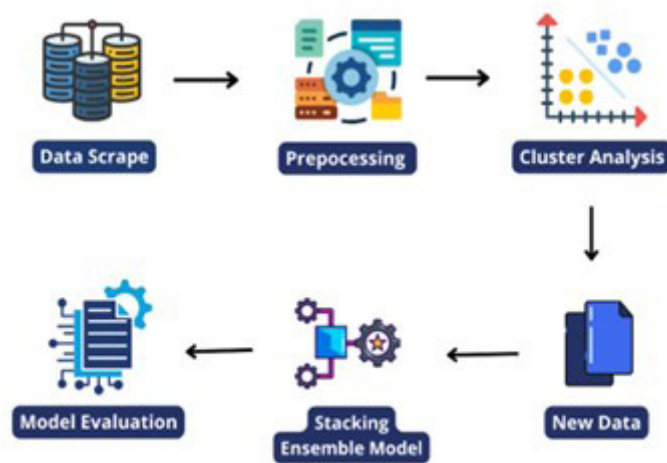 Data Scrape
Prepocessing
Cluster Analysis
New Data
Stacking
Ensemble Model
Model Evaluation